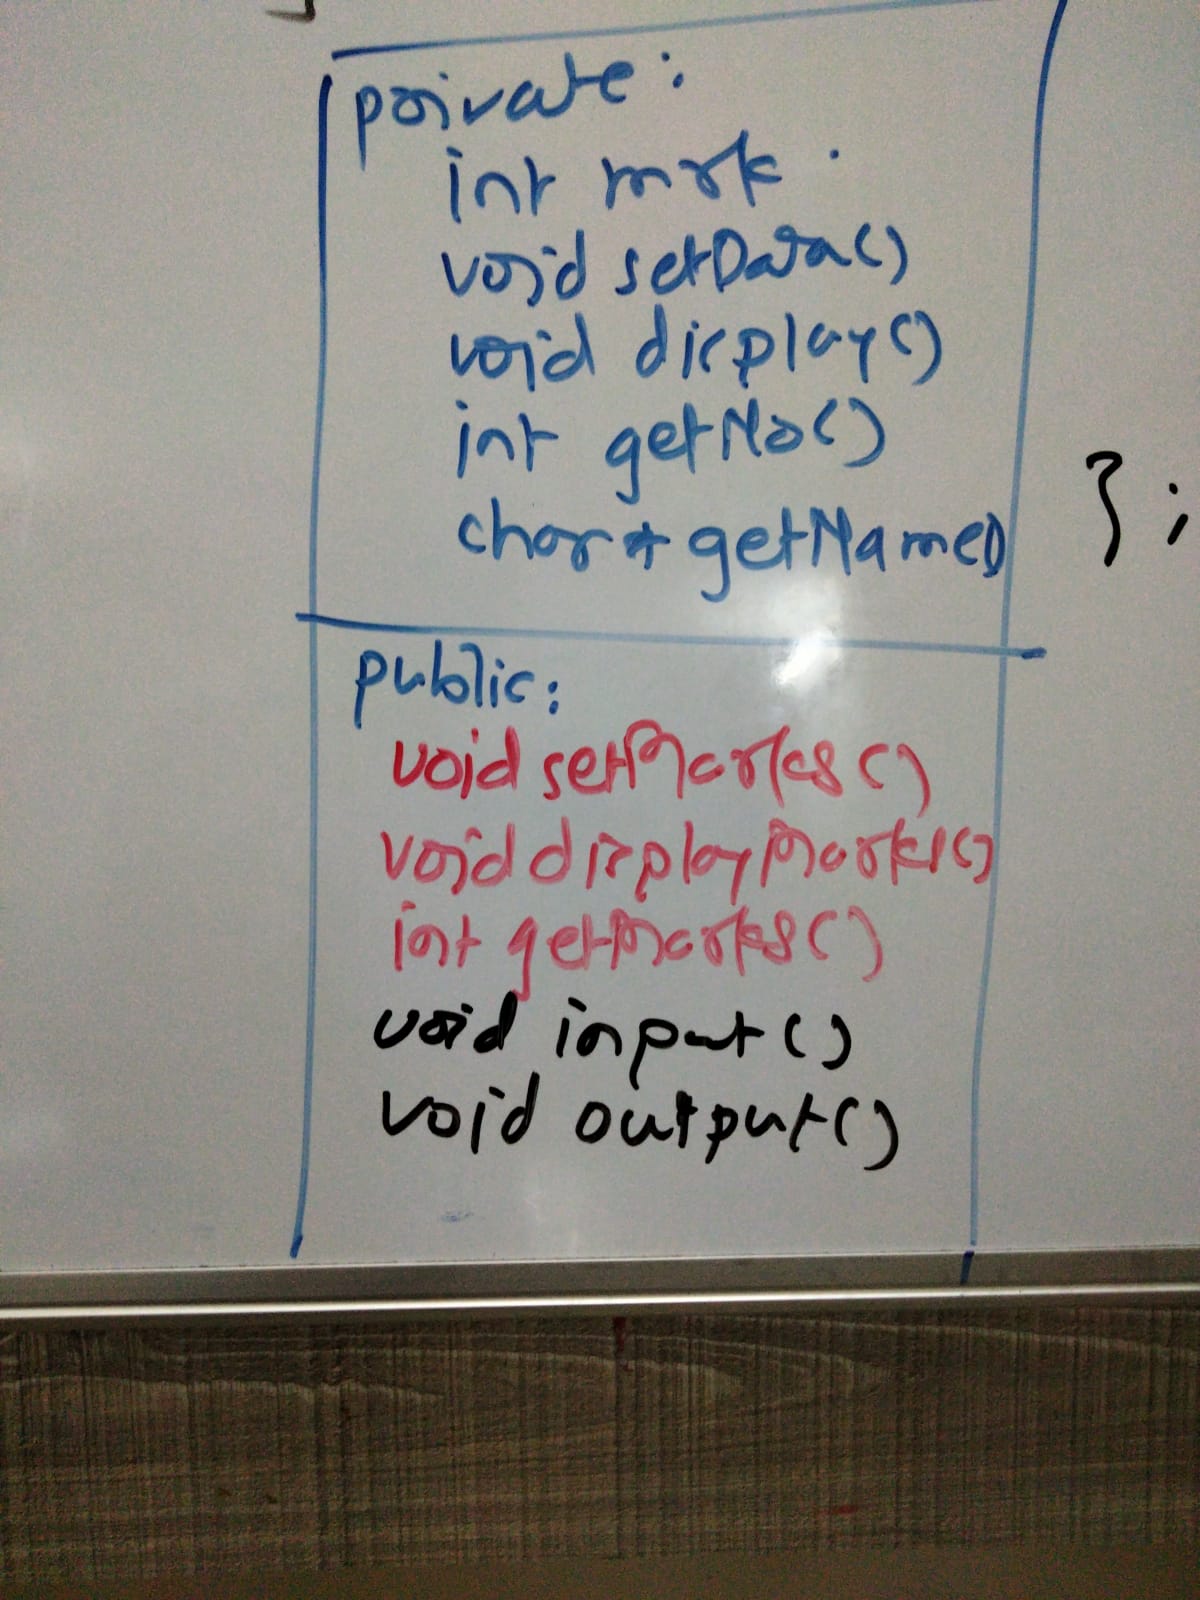 private:
int mrk
void setData()
void display()
int getNo()
char* getName()
};
public:
void setMarks()
void displayMarks()
int getMarks()
void input()
void output()